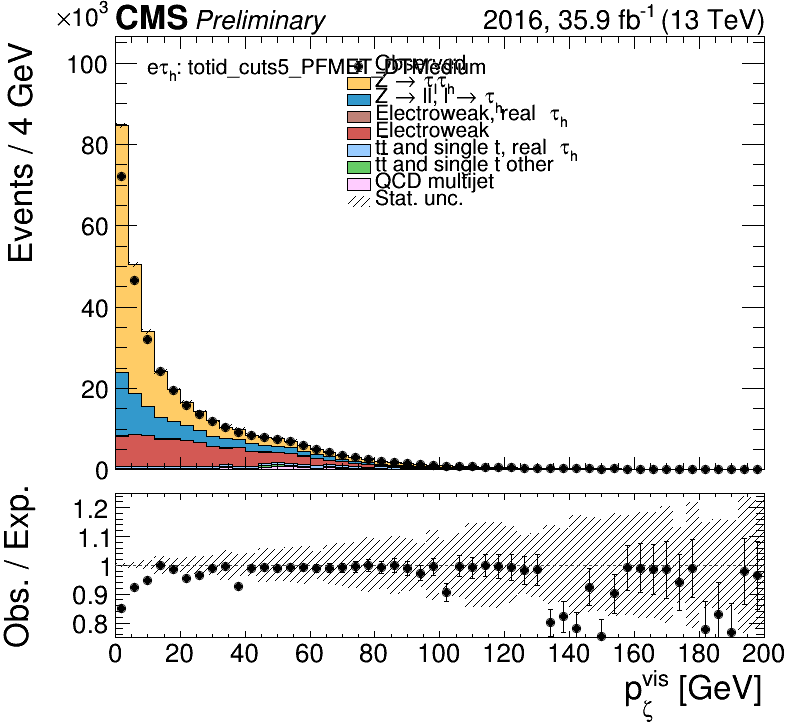 ×10³ CMS Preliminary 2016, 35.9 fb⁻¹ (13 TeV)
eτh: totid_cuts5_PFMET_DTMedium
Observed
Z → τlτh
Z → ll, l → τh
Electroweak, real τh
Electroweak
tt̄ and single t, real τh
tt̄ and single t other
QCD multijet
Stat. unc.
Events / 4 GeV
100
80
60
40
20
0
Obs. / Exp.
1.2
1.1
1
0.9
0.8
0 20 40 60 80 100 120 140 160 180 200
pζvis [GeV]